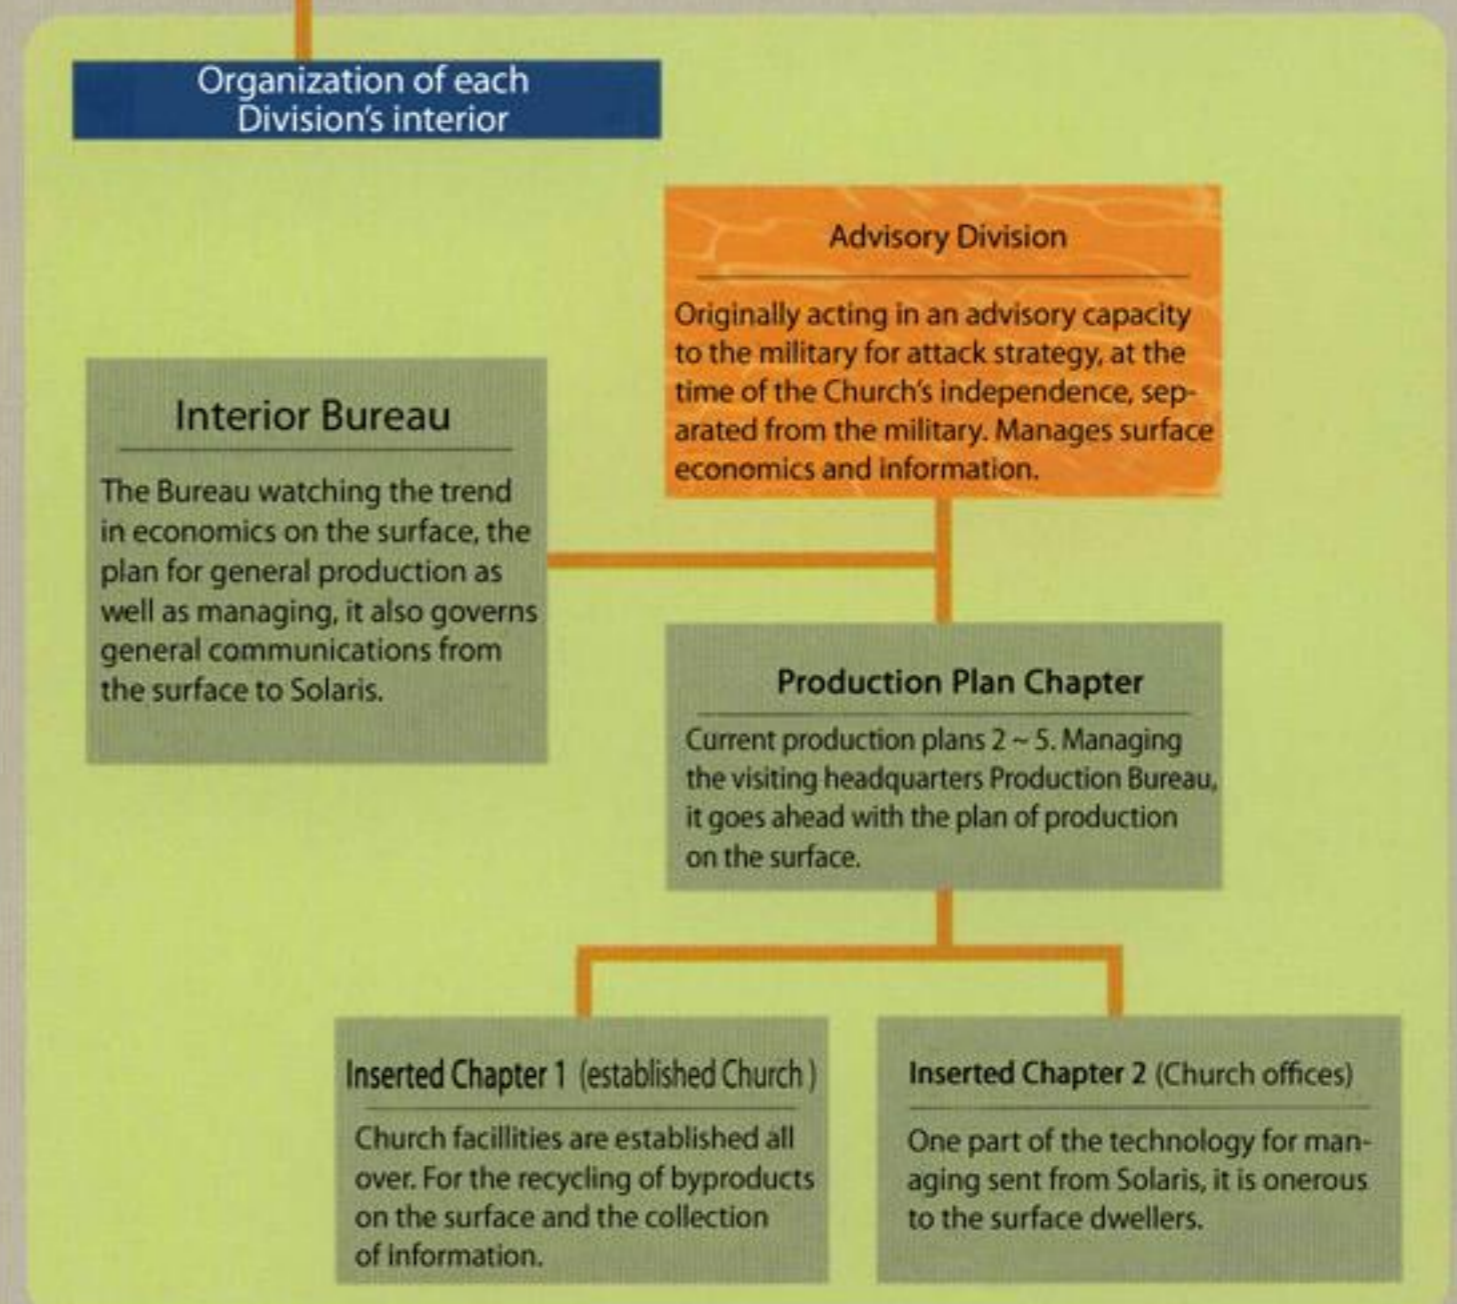 Organization of each
Division's interior
Advisory Division
Originally acting in an advisory capacity
to the military for attack strategy, at the
time of the Church's independence, sep-
arated from the military. Manages surface
economics and information.
Interior Bureau
The Bureau watching the trend
in economics on the surface, the
plan for general production as
well as managing, it also governs
general communications from
the surface to Solaris.
Production Plan Chapter
Current production plans 2 ~ 5. Managing
the visiting headquarters Production Bureau,
it goes ahead with the plan of production
on the surface.
Inserted Chapter 1 (established Church )
Church facillities are established all
over. For the recycling of byproducts
on the surface and the collection
of information.
Inserted Chapter 2 (Church offices)
One part of the technology for man-
aging sent from Solaris, it is onerous
to the surface dwellers.